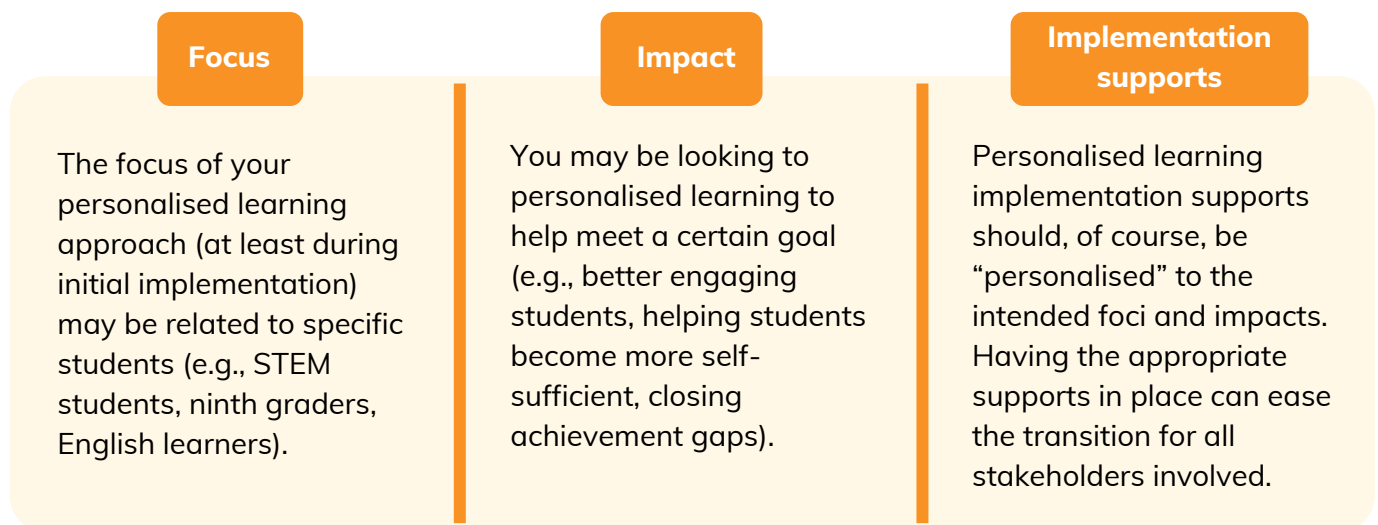 Focus
The focus of your
personalised learning
approach (at least during
initial implementation)
may be related to specific
students (e.g., STEM
students, ninth graders,
English learners).
Impact
You may be looking to
personalised learning to
help meet a certain goal
(e.g., better engaging
students, helping students
become more self-
sufficient, closing
achievement gaps).
Implementation
supports
Personalised learning
implementation supports
should, of course, be
“personalised” to the
intended foci and impacts.
Having the appropriate
supports in place can ease
the transition for all
stakeholders involved.